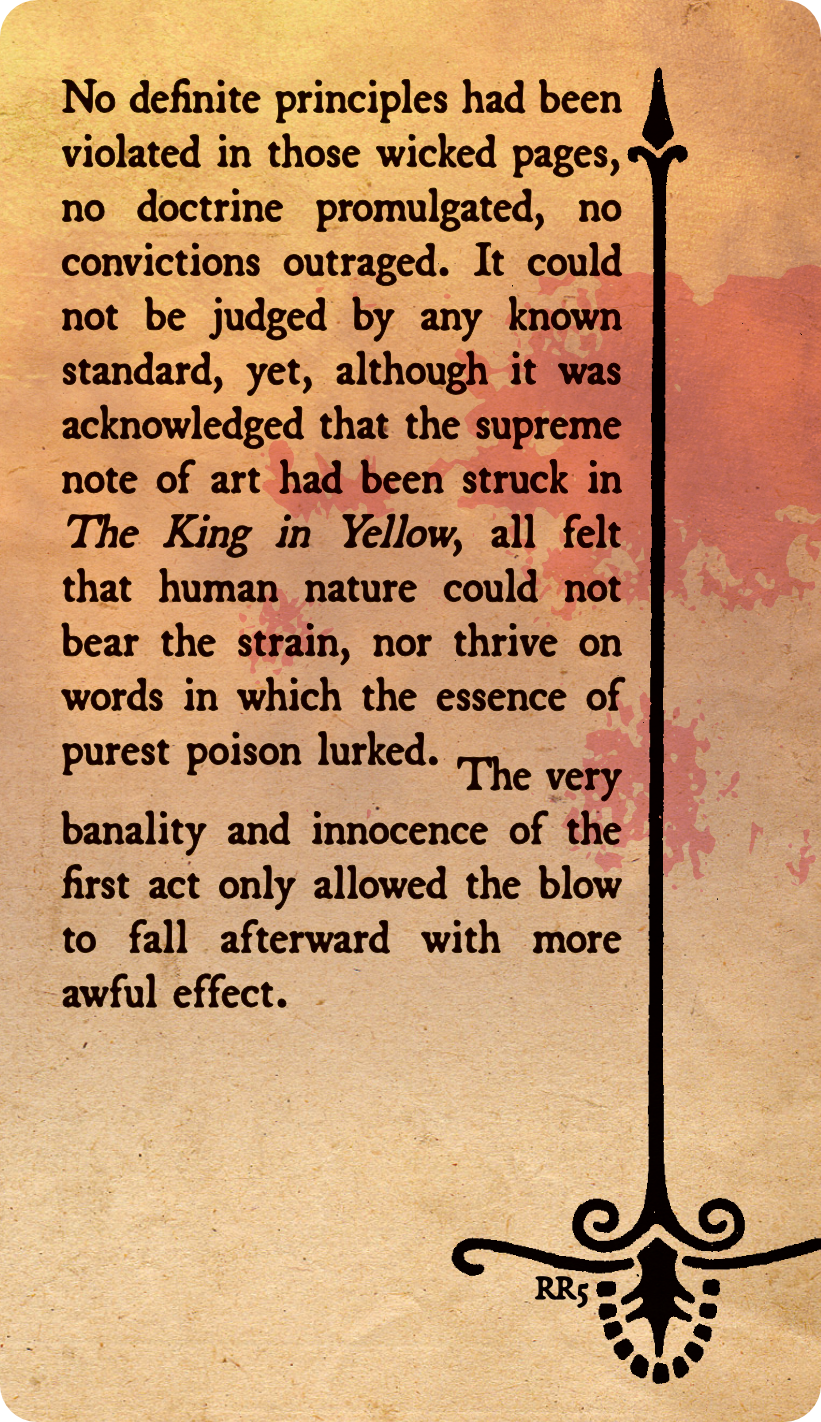 No definite principles had been
violated in those wicked pages,
no doctrine promulgated, no
convictions outraged. It could
not be judged by any known
standard, yet, although it was
acknowledged that the supreme
note of art had been struck in
The King in Yellow, all felt
that human nature could not
bear the strain, nor thrive on
words in which the essence of
purest poison lurked. The very
banality and innocence of the
first act only allowed the blow
to fall afterward with more
awful effect.
RR5